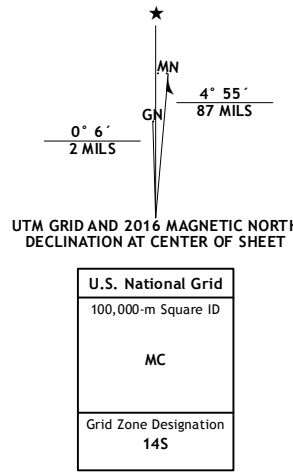 ★
MN
4° 55´
87 MILS
GN
0° 6´
2 MILS
UTM GRID AND 2016 MAGNETIC NORTH
DECLINATION AT CENTER OF SHEET
U.S. National Grid
100,000-m Square ID
MC
Grid Zone Designation
14S